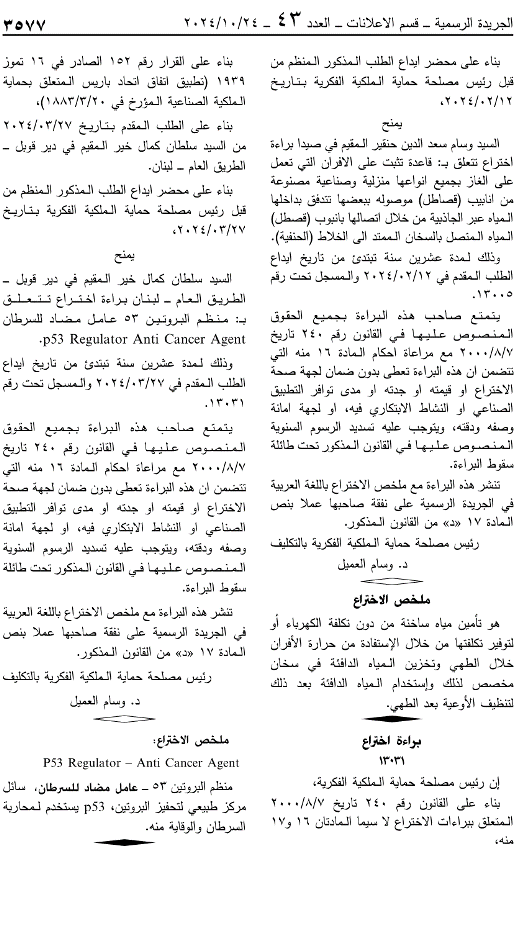 الجريدة الرسمية ــ قسم الاعلانات ــ العدد ٤٣ ــ ٢٠٢٤/١٠/٢٤
٣٥٧٧
بناء على محضر ايداع الطلب المذكور المنظم من
قبل رئيس مصلحة حماية الملكية الفكرية بـتـاريـخ
٢٠٢٤/٠٢/١٢،
يمنح
السيد وسام سعد الدين حنقير المقيم في صيدا براءة
اختراع تتعلق بـ: قاعدة تثبت على الافران التي تعمل
على الغاز بجميع انواعها منزلية وصناعية مصنوعة
من انابيب (قصاطل) موصوله ببعضها تتدفق بداخلها
المياه عبر الجاذبية من خلال اتصالها بانبوب (قصطل)
المياه المتصل بالسخان الممتد الى الخلاط (الحنفية).
وذلك لـمدة عشرين سنة تبتدئ من تاريخ ايداع
الطلب المقدم في ٢٠٢٤/٠٢/١٢ والمسجل تحت رقم
١٣٠٠٥.
يـتمتـع صاحب هذه البراءة بجميع الحقوق
المنصوص عليها في القانون رقم ٢٤٠ تاريخ
٢٠٠٠/٨/٧ مع مراعاة احكام المادة ١٦ منه التي
تتضمن ان هذه البراءة تعطى بدون ضمان لجهة صحة
الاختراع او قيمته او جدته او مدى توافر التطبيق
الصناعي او النشاط الابتكاري فيه، او لجهة امانة
وصفه ودقته، ويتوجب عليه تسديد الرسوم السنوية
المنصوص عليها في القانون المذكور تحت طائلة
سقوط البراءة.
تنشر هذه البراءة مع ملخص الاختراع باللغة العربية
في الجريدة الرسمية على نفقة صاحبها عملا بنص
المادة ١٧ «د» من القانون المذكور.
رئيس مصلحة حماية الملكية الفكرية بالتكليف
د. وسام العميل
ملخص الاختراع
هو تأمين مياه ساخنة من دون تكلفة الكهرباء أو
لتوفير تكلفتها من خلال الإستفادة من حرارة الأفران
خلال الطهي وتخزين المياه الدافئة في سخان
مخصص لذلك وإستخدام المياه الدافئة بعد ذلك
لتنظيف الأوعية بعد الطهي.
براءة اختراع
١٣٠٣١
إن رئيس مصلحة حماية الملكية الفكرية،
بناء على القانون رقم ٢٤٠ تاريخ ٢٠٠٠/٨/٧
المتعلق ببراءات الاختراع لا سيما المادتان ١٦ و١٧
منه،
بناء على القرار رقم ١٥٢ الصادر في ١٦ تموز
١٩٣٩ (تطبيق اتفاق اتحاد باريس المتعلق بحماية
الملكية الصناعية المؤرخ في ١٨٨٣/٣/٢٠)،
بناء على الطلب المقدم بتـاريـخ ٢٠٢٤/٠٣/٢٧
من السيد سلطان كمال خير المقيم في دير قوبل ــ
الطريق العام ــ لبنان.
بناء على محضر ايداع الطلب المذكور المنظم من
قبل رئيس مصلحة حماية الملكية الفكرية بـتـاريـخ
٢٠٢٤/٠٣/٢٧،
يمنح
السيد سلطان كمال خير المقيم في دير قوبل ــ
الطريق العام ــ لبنان براءة اختراع تتعلق
بـ: منظم البروتين ٥٣ عامل مضاد للسرطان
p53 Regulator Anti Cancer Agent.
وذلك لـمدة عشرين سنة تبتدئ من تاريخ ايداع
الطلب المقدم في ٢٠٢٤/٠٣/٢٧ والمسجل تحت رقم
١٣٠٣١.
يـتمتـع صاحب هذه البراءة بجميع الحقوق
المنصوص عليها في القانون رقم ٢٤٠ تاريخ
٢٠٠٠/٨/٧ مع مراعاة احكام المادة ١٦ منه التي
تتضمن ان هذه البراءة تعطى بدون ضمان لجهة صحة
الاختراع او قيمته او جدته او مدى توافر التطبيق
الصناعي او النشاط الابتكاري فيه، او لجهة امانة
وصفه ودقته، ويتوجب عليه تسديد الرسوم السنوية
المنصوص عليها في القانون المذكور تحت طائلة
سقوط البراءة.
تنشر هذه البراءة مع ملخص الاختراع باللغة العربية
في الجريدة الرسمية على نفقة صاحبها عملا بنص
المادة ١٧ «د» من القانون المذكور.
رئيس مصلحة حماية الملكية الفكرية بالتكليف
د. وسام العميل
ملخص الاختراع:
P53 Regulator – Anti Cancer Agent
منظم البروتين ٥٣ ــ عامل مضاد للسرطان، سائل
مركز طبيعي لتحفيز البروتين، p53 يستخدم لمحاربة
السرطان والوقاية منه.